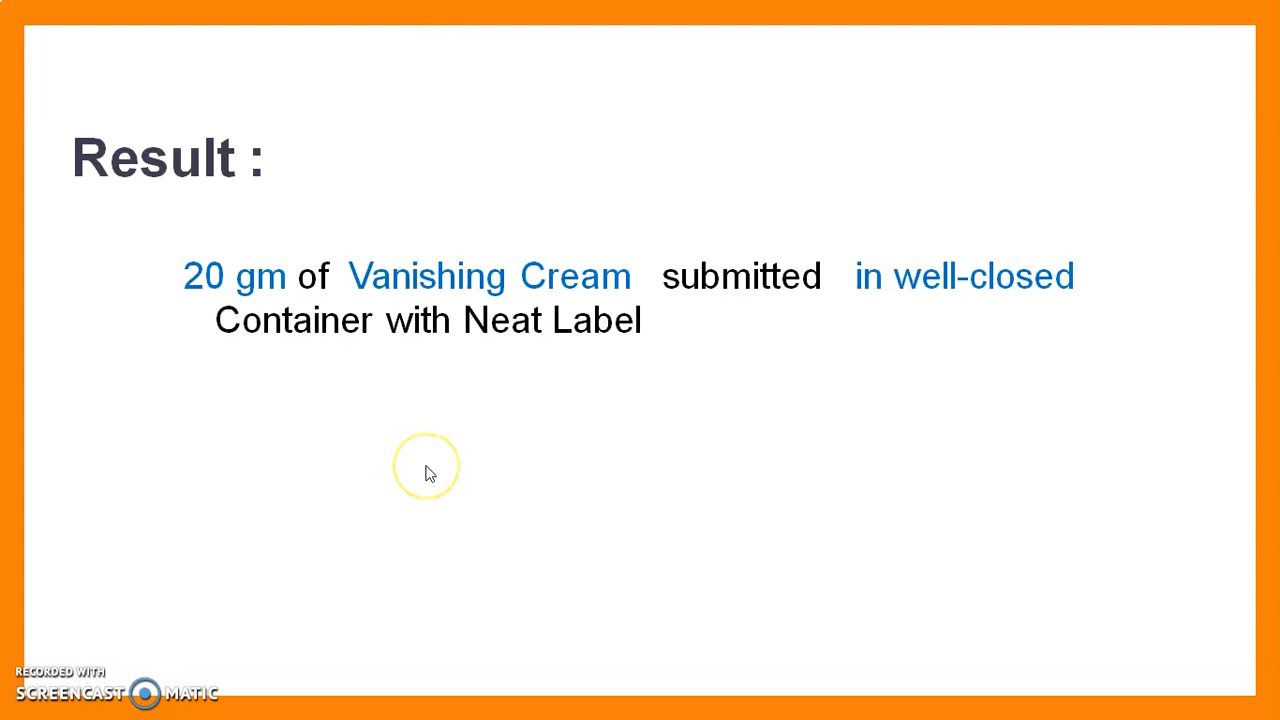 Result :
20 gm of Vanishing Cream submitted in well-closed
Container with Neat Label
RECORDED WITH
SCREENCAST MATIC